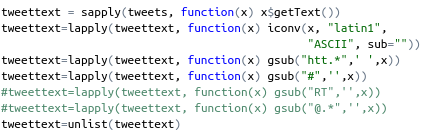 tweettext = sapply(tweets, function(x) x$getText())
tweettext=lapply(tweettext, function(x) iconv(x, "latin1",
"ASCII", sub=""))
tweettext=lapply(tweettext, function(x) gsub("htt.*",' ',x))
tweettext=lapply(tweettext, function(x) gsub("#",'',x))
#tweettext=lapply(tweettext, function(x) gsub("RT",'',x))
#tweettext=lapply(tweettext, function(x) gsub("@.*",'',x))
tweettext=unlist(tweettext)